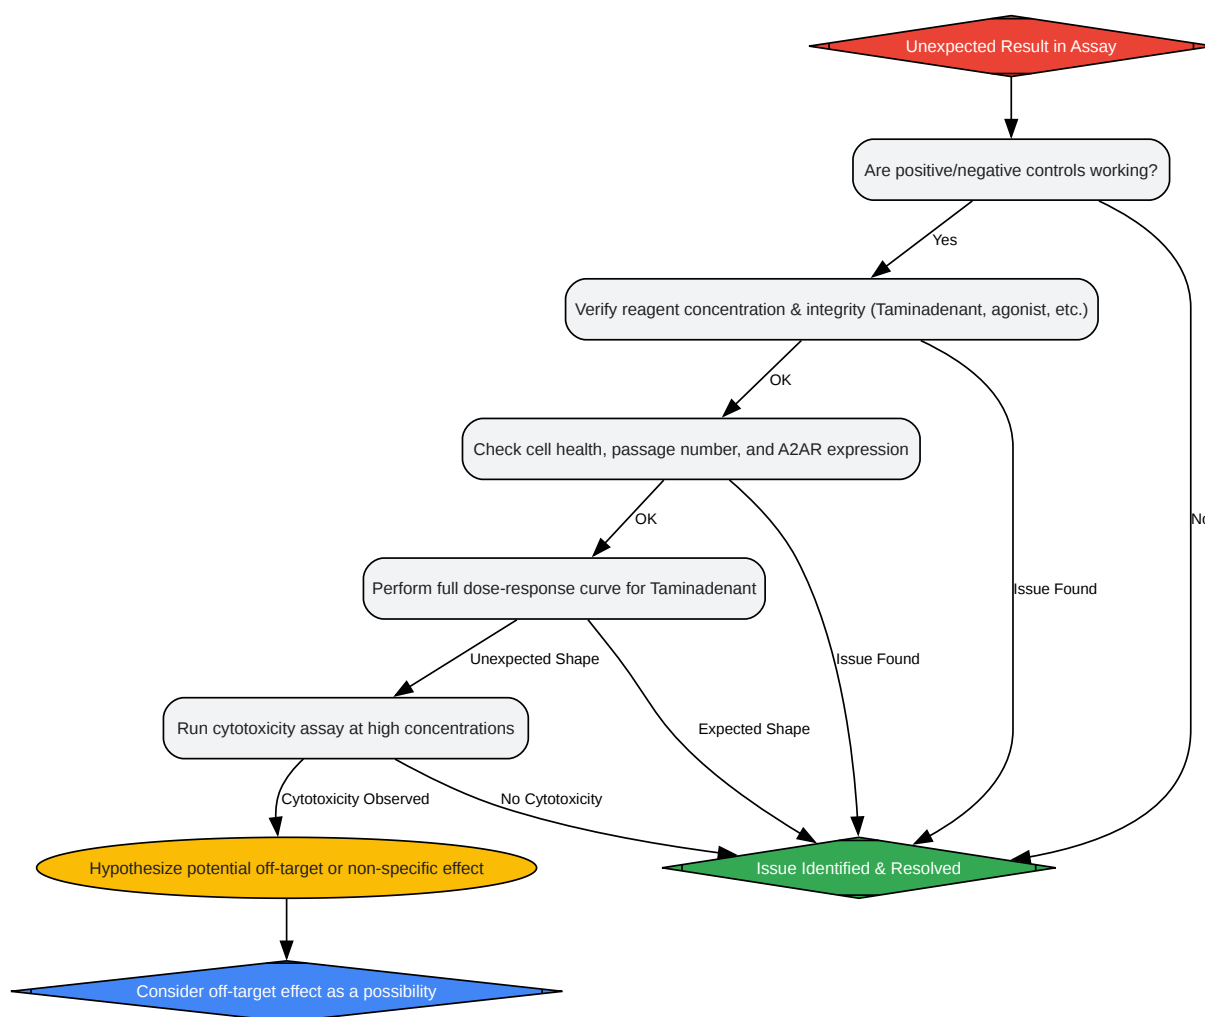 Unexpected Result in Assay
Are positive/negative controls working?
Yes
Verify reagent concentration & integrity (Taminadenant, agonist, etc.)
OK
Check cell health, passage number, and A2AR expression
OK
No
Perform full dose-response curve for Taminadenant
Issue Found
Unexpected Shape
Issue Found
Run cytotoxicity assay at high concentrations
Expected Shape
Cytotoxicity Observed
No Cytotoxicity
Hypothesize potential off-target or non-specific effect
Issue Identified & Resolved
Consider off-target effect as a possibility